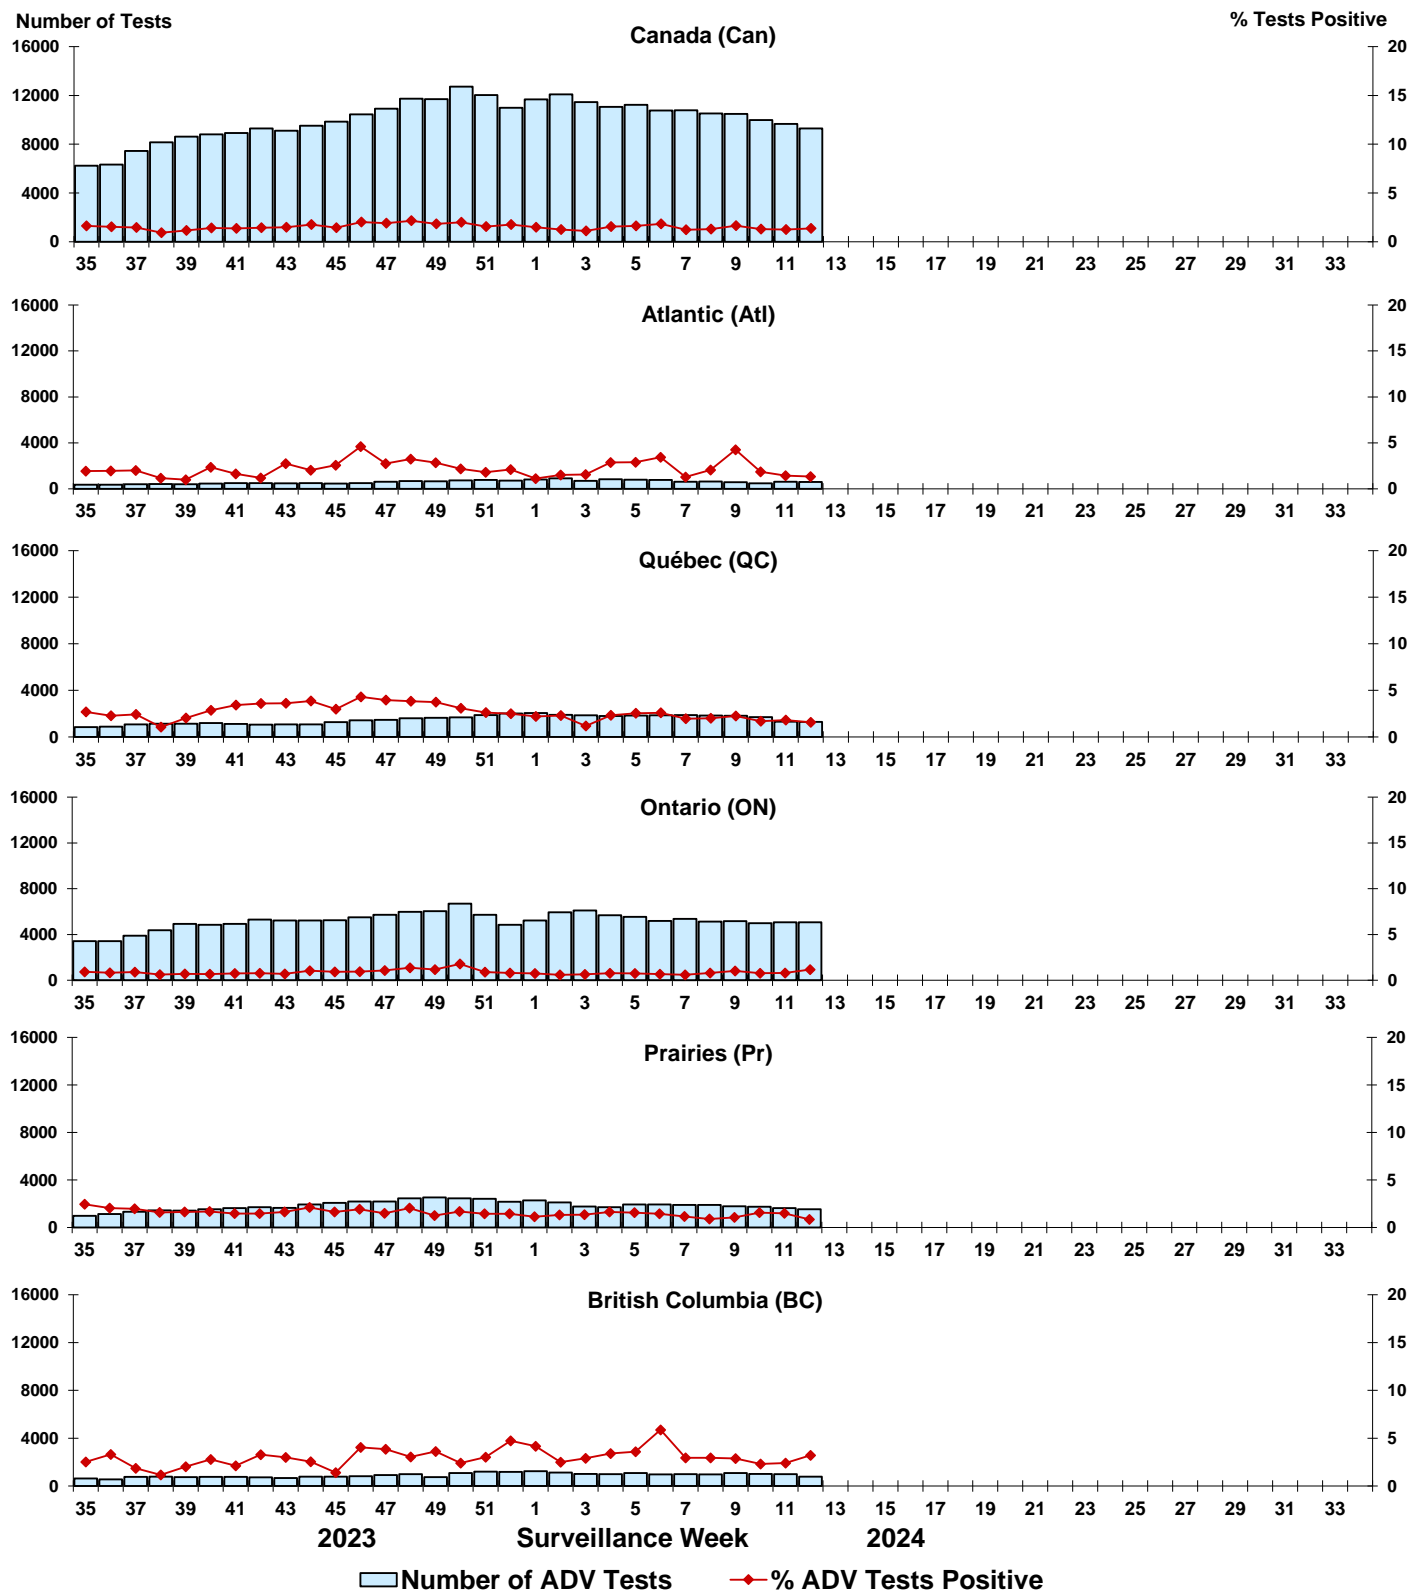 Number of Tests
% Tests Positive
Canada (Can)
16000 20
12000 15
8000 10
4000 5
0 0
35 37 39 41 43 45 47 49 51 1 3 5 7 9 11 13 15 17 19 21 23 25 27 29 31 33
Atlantic (Atl)
16000 20
12000 15
8000 10
4000 5
0 0
35 37 39 41 43 45 47 49 51 1 3 5 7 9 11 13 15 17 19 21 23 25 27 29 31 33
Québec (QC)
16000 20
12000 15
8000 10
4000 5
0 0
35 37 39 41 43 45 47 49 51 1 3 5 7 9 11 13 15 17 19 21 23 25 27 29 31 33
Ontario (ON)
16000 20
12000 15
8000 10
4000 5
0 0
35 37 39 41 43 45 47 49 51 1 3 5 7 9 11 13 15 17 19 21 23 25 27 29 31 33
Prairies (Pr)
16000 20
12000 15
8000 10
4000 5
0 0
35 37 39 41 43 45 47 49 51 1 3 5 7 9 11 13 15 17 19 21 23 25 27 29 31 33
British Columbia (BC)
16000 20
12000 15
8000 10
4000 5
0 0
35 37 39 41 43 45 47 49 51 1 3 5 7 9 11 13 15 17 19 21 23 25 27 29 31 33
2023 Surveillance Week 2024
Number of ADV Tests % ADV Tests Positive